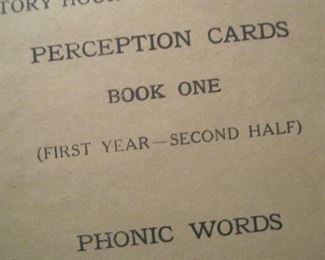 PERCEPTION CARDS
BOOK ONE
(FIRST YEAR—SECOND HALF)
PHONIC WORDS